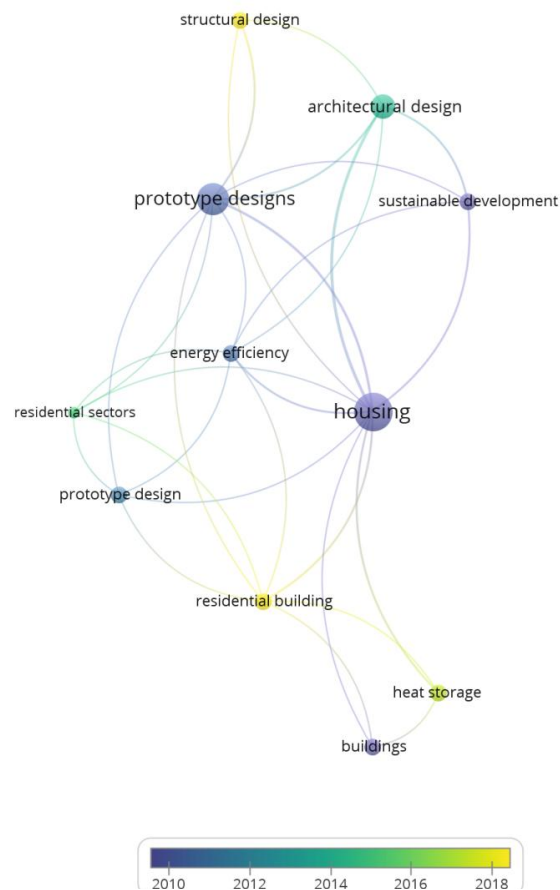 structural design
architectural design
prototype designs
sustainable development
energy efficiency
housing
residential sectors
prototype design
residential building
heat storage
buildings
2010 2012 2014 2016 2018